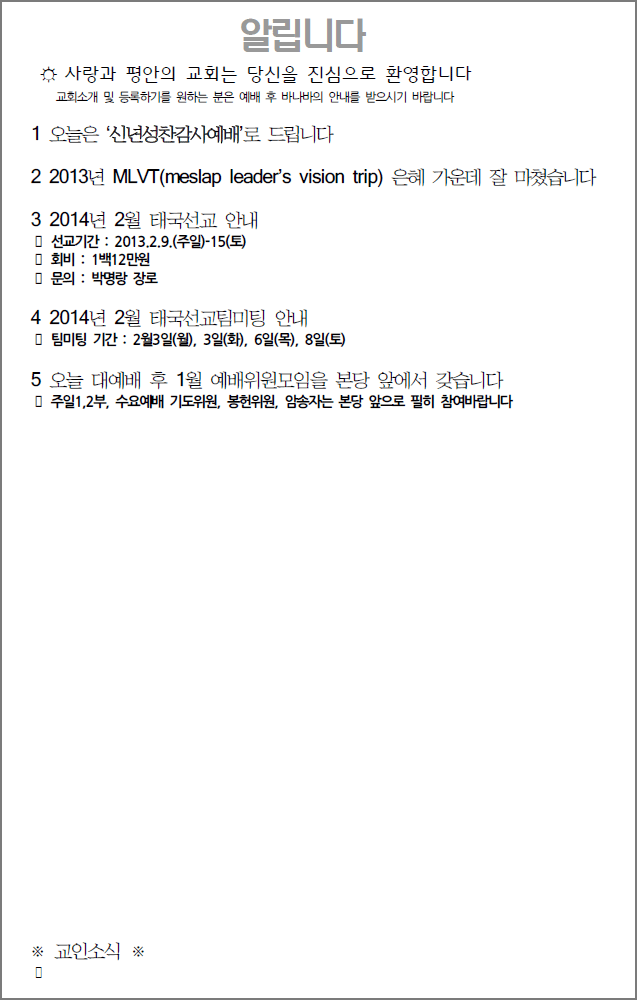 알립니다
☼ 사랑과 평안의 교회는 당신을 진심으로 환영합니다
교회소개 및 등록하기를 원하는 분은 예배 후 바나바의 안내를 받으시기 바랍니다
1 오늘은 ‘신년성찬감사예배’로 드립니다
2 2013년 MLVT(meslap leader’s vision trip) 은혜 가운데 잘 마쳤습니다
3 2014년 2월 태국선교 안내
▯ 선교기간 : 2013.2.9.(주일)-15(토)
▯ 회비 : 1백12만원
▯ 문의 : 박명랑 장로
4 2014년 2월 태국선교팀미팅 안내
▯ 팀미팅 기간 : 2월3일(월), 3일(화), 6일(목), 8일(토)
5 오늘 대예배 후 1월 예배위원모임을 본당 앞에서 갖습니다
▯ 주일1,2부, 수요예배 기도위원, 봉헌위원, 암송자는 본당 앞으로 필히 참여바랍니다
※ 교인소식 ※
▯